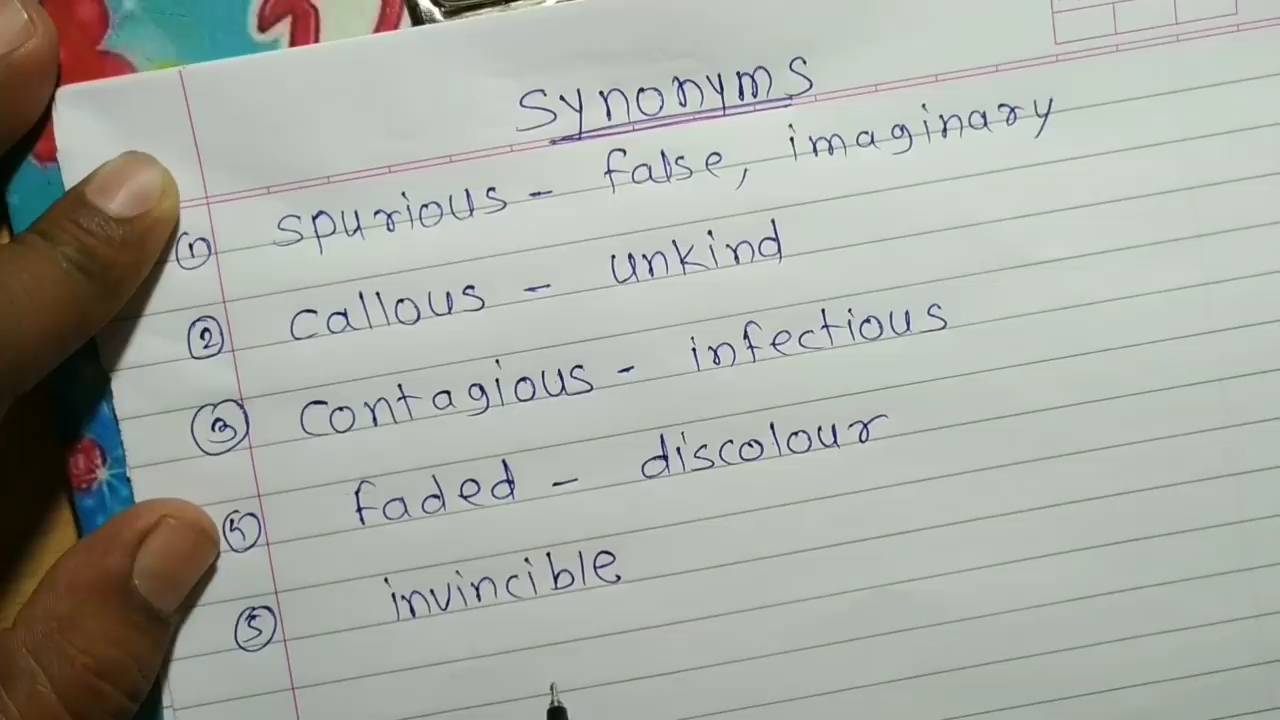 Synonyms
① spurious - false, imaginary
② callous - unkind
③ contagious - infectious
④ faded - discolour
⑤ invincible